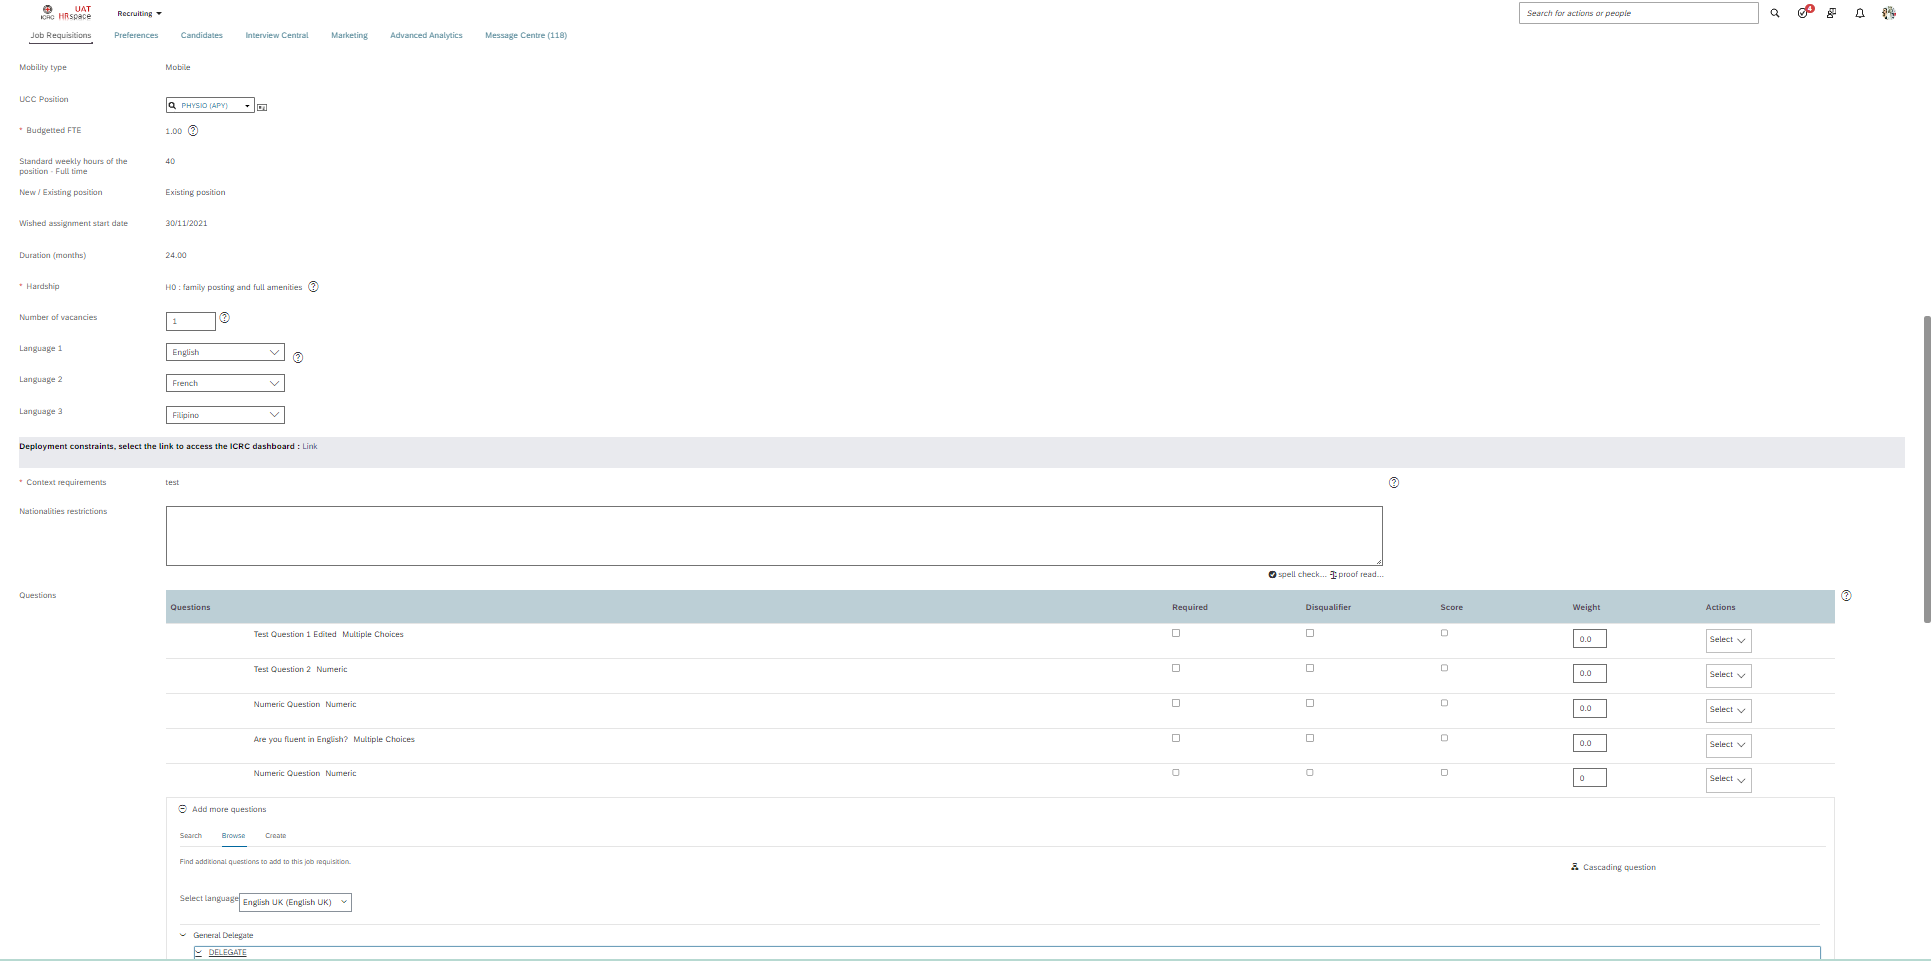 ICRC UAT HRspace Recruiting Search for actions or people 4
Job Requisitions Preferences Candidates Interview Central Marketing Advanced Analytics Message Centre (118)
Mobility type Mobile
UCC Position PHYSIO (APY)
* Budgetted FTE 1.00 ?
Standard weekly hours of the position - Full time 40
New / Existing position Existing position
Wished assignment start date 30/11/2021
Duration (months) 24.00
* Hardship H0 : family posting and full amenities ?
Number of vacancies 1 ?
Language 1 English ?
Language 2 French
Language 3 Filipino
Deployment constraints, select the link to access the ICRC dashboard : Link
* Context requirements test ?
Nationalities restrictions
spell check... proof read...
Questions ?
Questions Required Disqualifier Score Weight Actions
Test Question 1 Edited Multiple Choices 0.0 Select
Test Question 2 Numeric 0.0 Select
Numeric Question Numeric 0.0 Select
Are you fluent in English? Multiple Choices 0.0 Select
Numeric Question Numeric 0 Select
Add more questions
Search Browse Create
Find additional questions to add to this job requisition.
Cascading question
Select language English UK (English UK)
General Delegate
DELEGATE